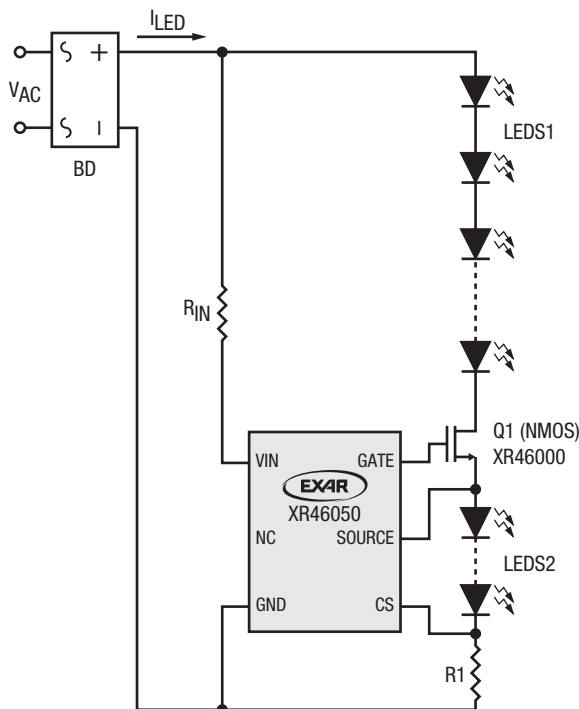 ILED
VAC
BD
LEDS1
RIN
Q1 (NMOS)
XR46000
VIN
GATE
EXAR
XR46050
NC
SOURCE
LEDS2
GND
CS
R1